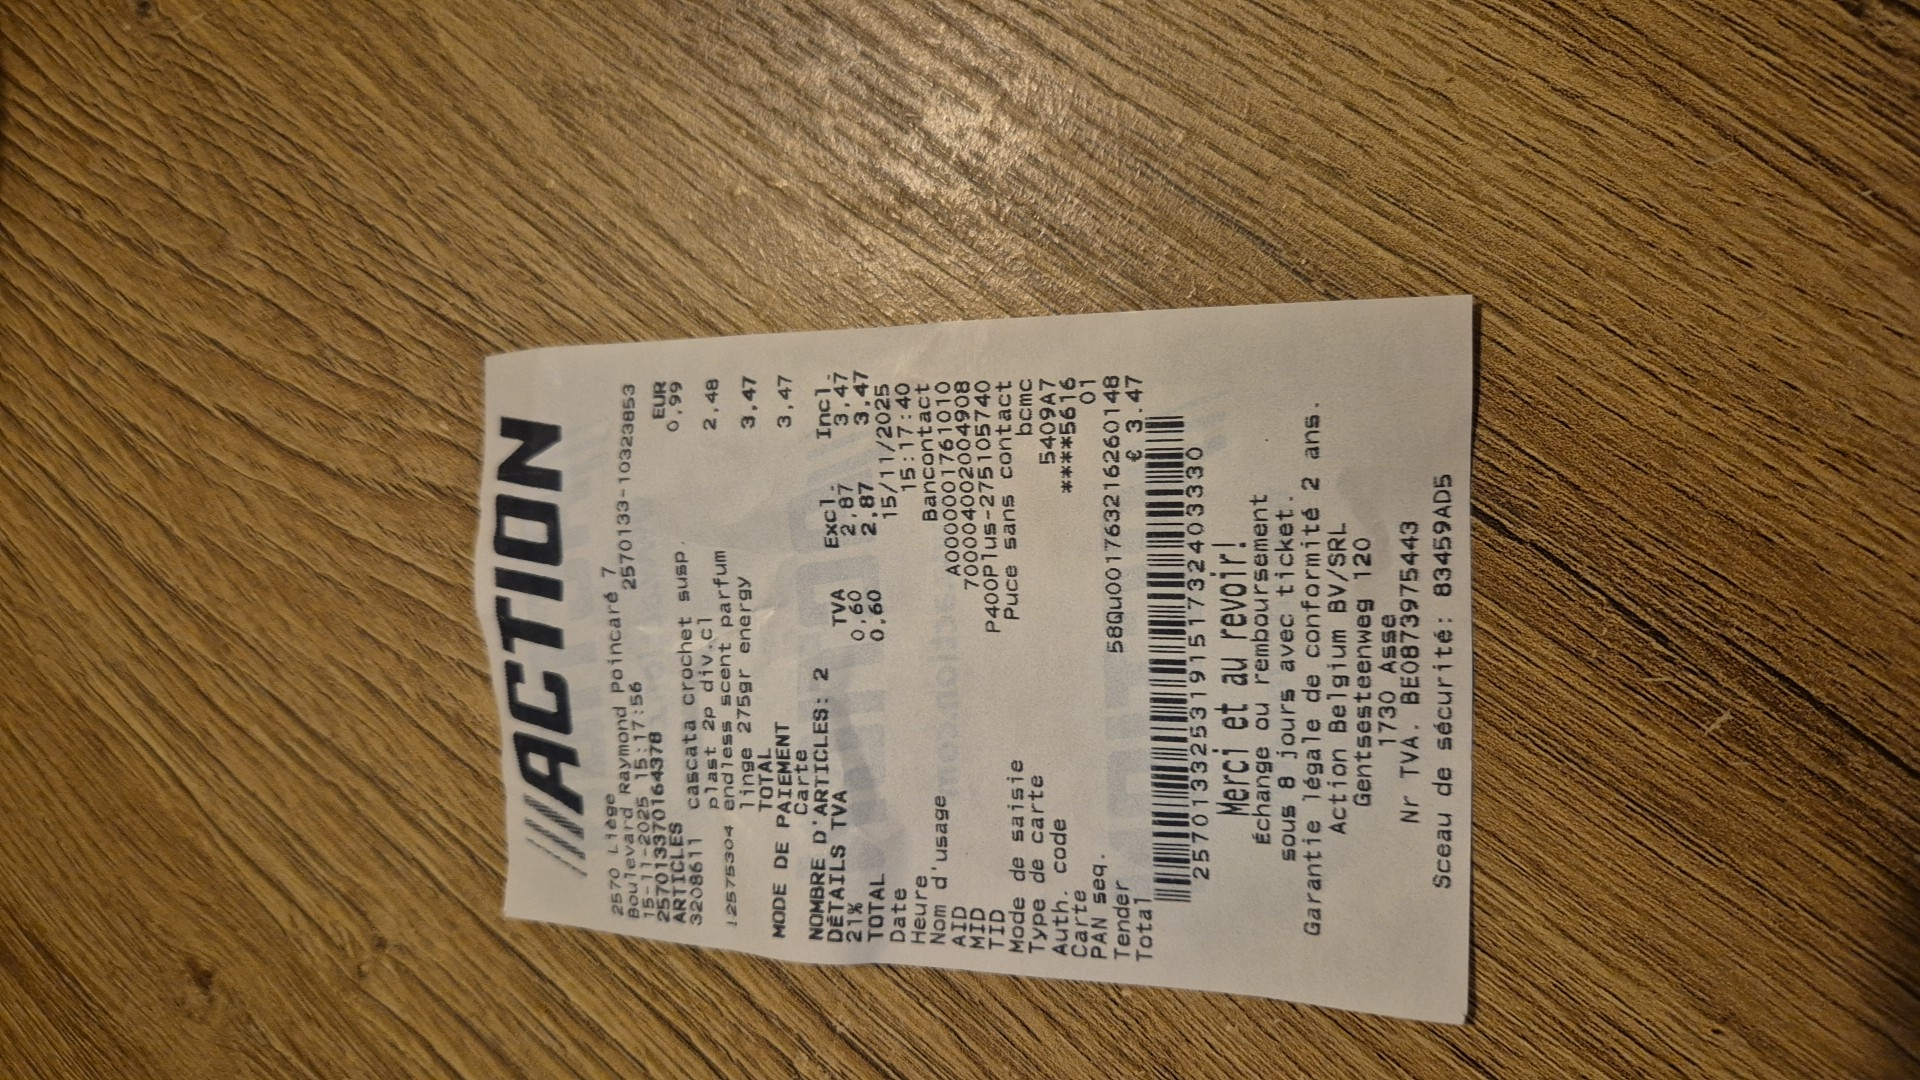 ACTION
2570 Liège
Boulevard Raymond Poincaré 7
15-11-2025 15:17:56 2570133-10323853
257013370164378
ARTICLES EUR
3208611 cascata crochet susp. 0,99
plast 2p div.cl
12575304 endless scent parfum 2,48
linge 275gr energy
TOTAL 3,47
MODE DE PAIEMENT
Carte 3,47
NOMBRE D'ARTICLES: 2
DÉTAILS TVA TVA Excl. Incl.
21% 0,60 2,87 3,47
TOTAL 0,60 2,87 3,47
Date 15/11/2025
Heure 15:17:40
Nom d'usage Bancontact
AID A0000001761010
MID 700040020049​08
TID P400Plus-275105740
Mode de saisie Puce sans contact
Type de carte bcmc
Auth. code 5409A7
Carte ****5616
PAN seq. 01
Tender 58Qu001763216260148
Total € 3.47
2570133253191517324033​30
Merci et au revoir!
Échange ou remboursement
sous 8 jours avec ticket.
Garantie légale de conformité 2 ans.
Action Belgium BV/SRL
Gentsesteenweg 120
1730 Asse
Nr TVA. BE0873975443
Sceau de sécurité: 83459AD5